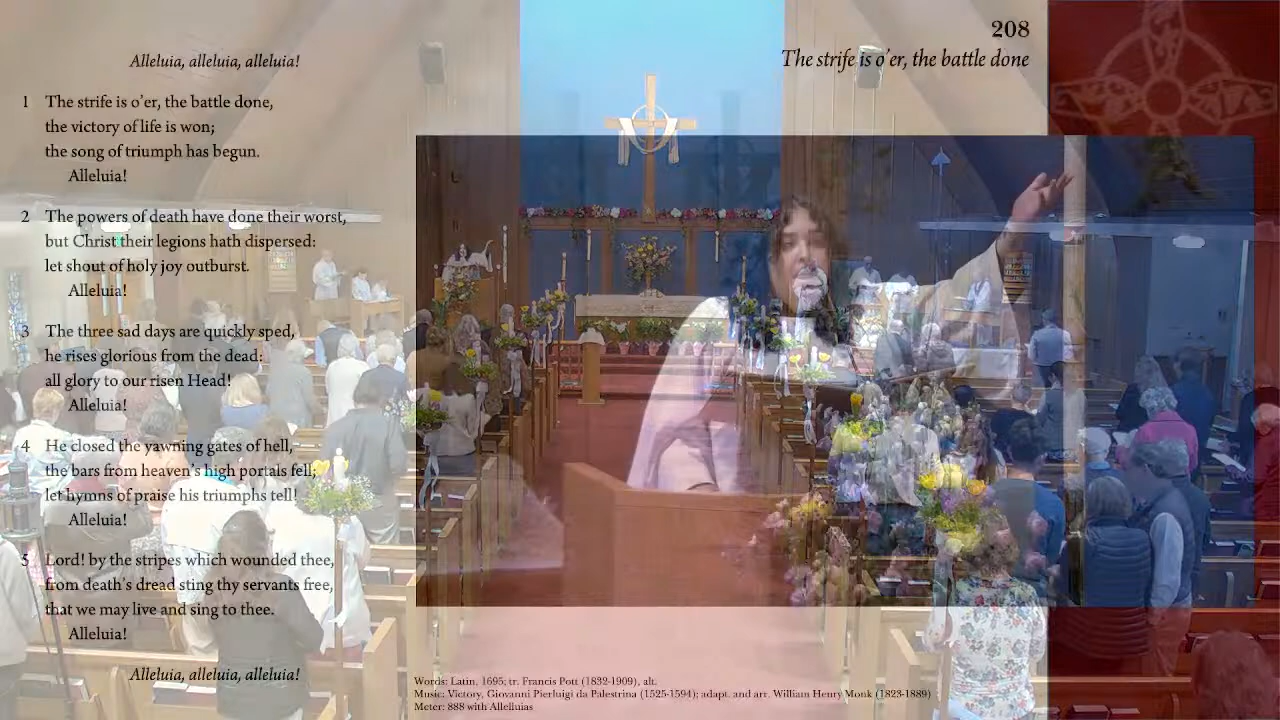 208
The strife is o'er, the battle done
Alleluia, alleluia, alleluia!
1 The strife is o'er, the battle done,
the victory of life is won;
the song of triumph has begun.
Alleluia!
2 The powers of death have done their worst,
but Christ their legions hath dispersed:
let shout of holy joy outburst.
Alleluia!
3 The three sad days are quickly sped,
he rises glorious from the dead:
all glory to our risen Head!
Alleluia!
4 He closed the yawning gates of hell,
the bars from heaven's high portals fell;
let hymns of praise his triumphs tell!
Alleluia!
5 Lord! by the stripes which wounded thee,
from death's dread sting thy servants free,
that we may live and sing to thee.
Alleluia!
Alleluia, alleluia, alleluia!
Words: Latin, 1695; tr. Francis Pott (1832-1909), alt.
Music: Victory, Giovanni Pierluigi da Palestrina (1525-1594); adapt. and arr. William Henry Monk (1823-1889)
Meter: 888 with Allelluias